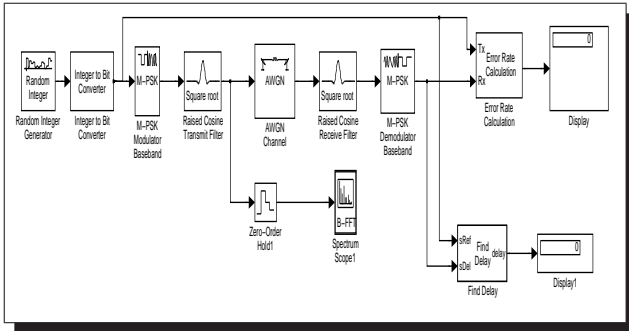 Random
Integer
Random Integer
Generator
Integer to Bit
Converter
Integer to Bit
Converter
M-PSK
M-PSK
Modulator
Baseband
Square root
Raised Cosine
Transmit Filter
AWGN
AWGN
Channel
Square root
Raised Cosine
Receive Filter
M-PSK
M-PSK
Demodulator
Baseband
Tx
Rx
Error Rate
Calculation
Error Rate
Calculation
0
Display
Zero-Order
Hold1
B-FFT
Spectrum
Scope1
sRef
sDel
Find
Delay
delay
Find Delay
0
Display1